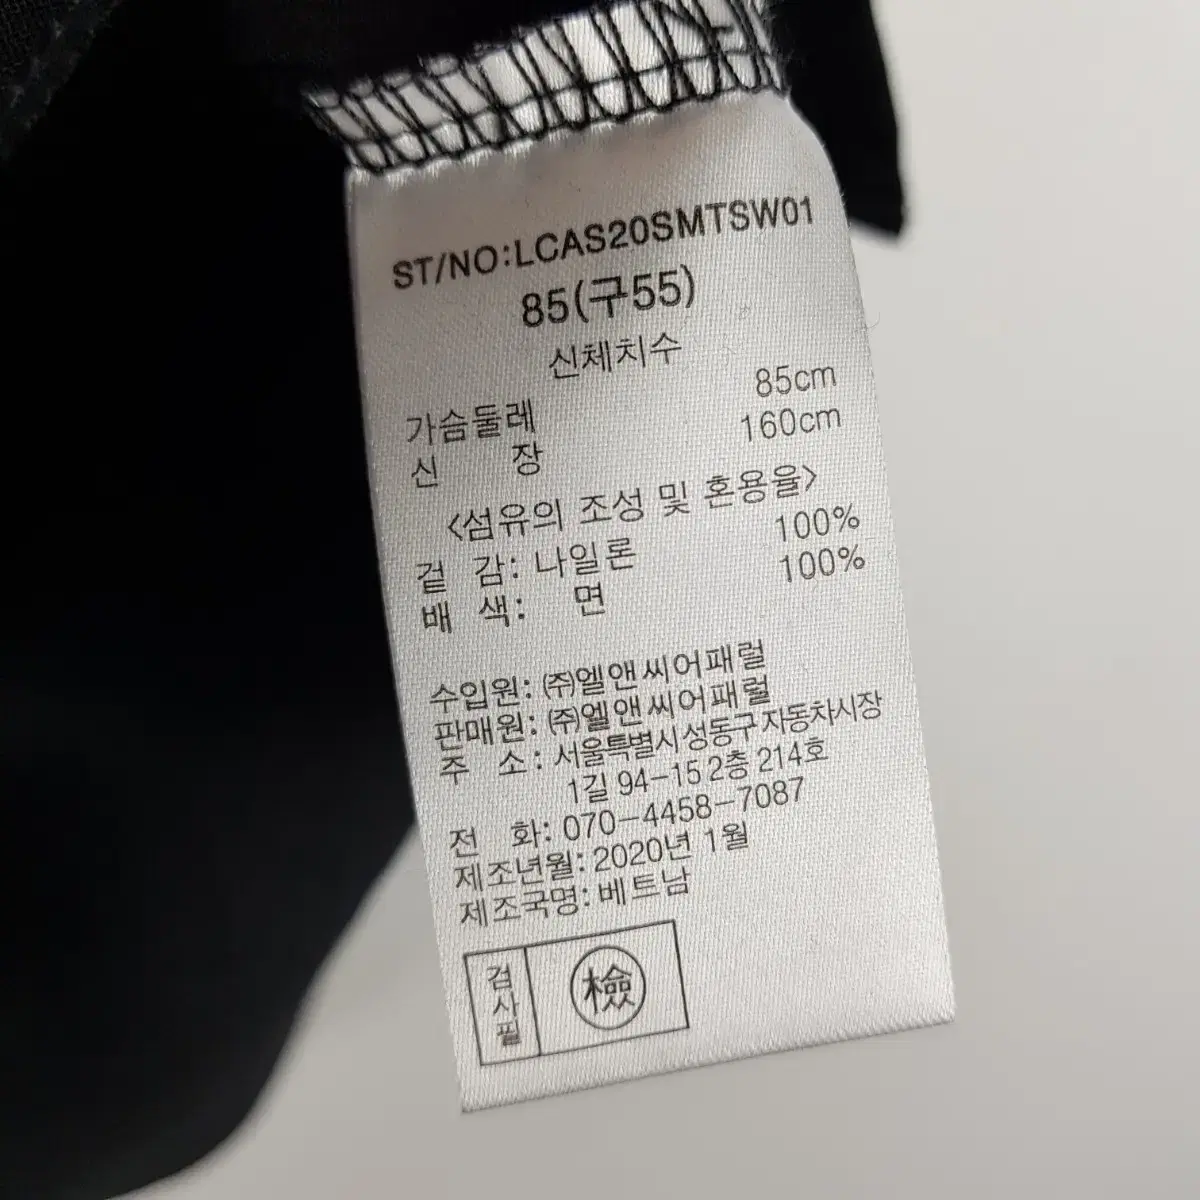 ST/NO:LCAS20SMTSW01
85(구55)
신체치수
가슴둘레 85cm
신 장 160cm
<섬유의 조성 및 혼용율>
겉 감: 나일론 100%
배 색: 면 100%
수입원: ㈜엘앤씨어패럴
판매원: ㈜엘앤씨어패럴
주 소: 서울특별시성동구자동차시장
1길 94-15 2층 214호
전 화: 070-4458-7087
제조년월: 2020년 1월
제조국명: 베트남
검사필 檢